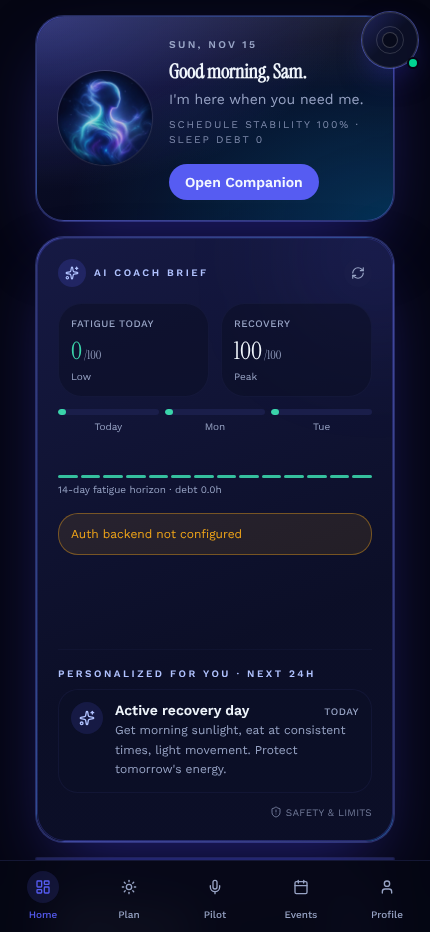 SUN, NOV 15
Good morning, Sam.
I'm here when you need me.
SCHEDULE STABILITY 100% ·
SLEEP DEBT 0
Open Companion
AI COACH BRIEF
FATIGUE TODAY
0 /100
Low
RECOVERY
100 /100
Peak
Today
Mon
Tue
14-day fatigue horizon · debt 0.0h
Auth backend not configured
PERSONALIZED FOR YOU · NEXT 24H
Active recovery day
TODAY
Get morning sunlight, eat at consistent
times, light movement. Protect
tomorrow's energy.
SAFETY & LIMITS
Home
Plan
Pilot
Events
Profile